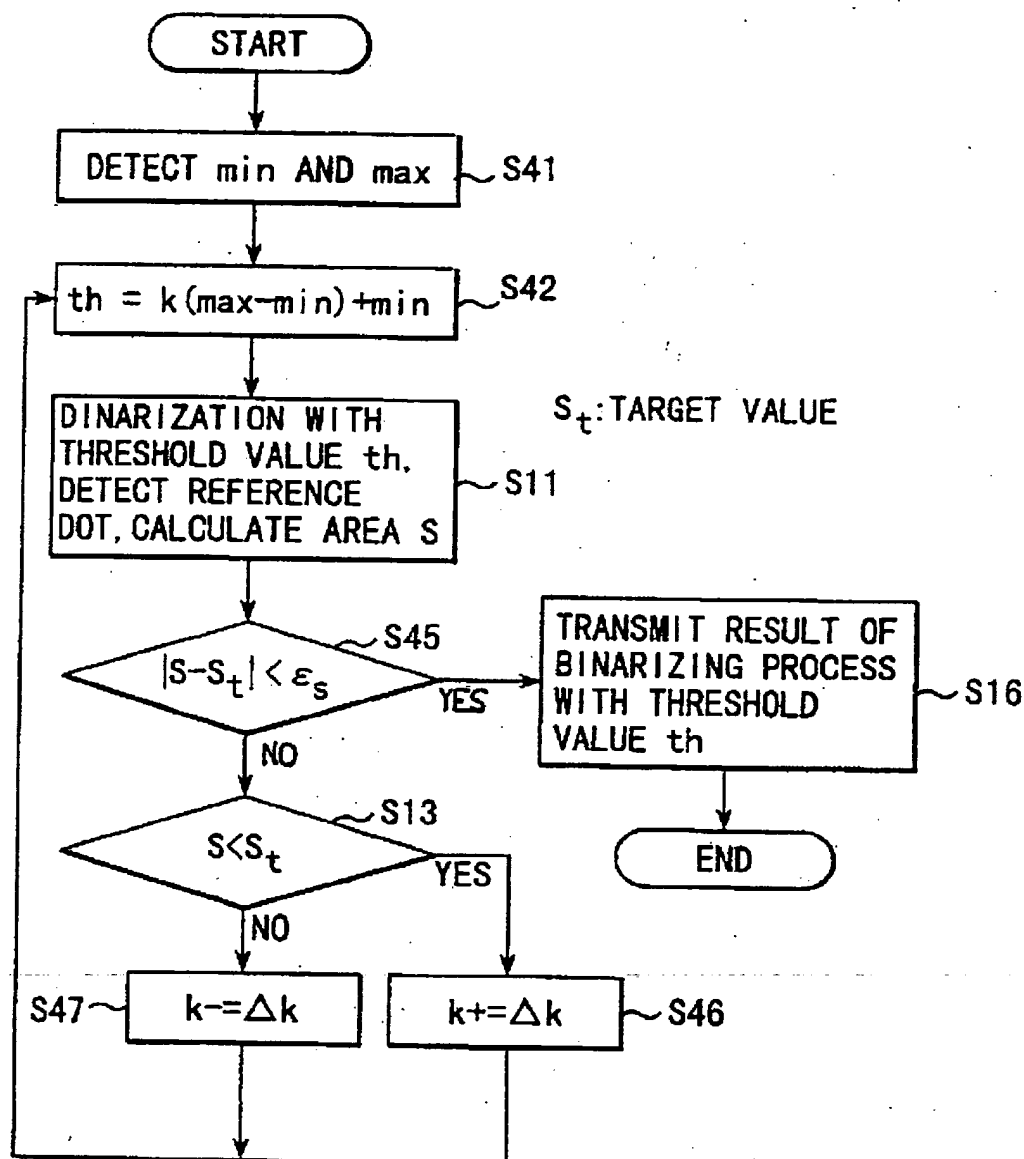 START
DETECT min AND max
S41
th = k(max-min)+min
S42
DINARIZATION WITH
THRESHOLD VALUE th,
DETECT REFERENCE
DOT, CALCULATE AREA S
S11
St: TARGET VALUE
|S-St| < εs
S45
YES
NO
TRANSMIT RESULT OF
BINARIZING PROCESS
WITH THRESHOLD
VALUE th
S16
END
S<St
S13
YES
NO
S47
k-=△k
k+=△k
S46